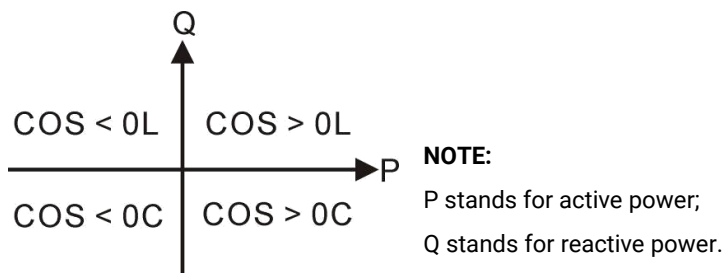 Q
COS < 0L
COS > 0L
P
COS < 0C
COS > 0C
NOTE:
P stands for active power;
Q stands for reactive power.